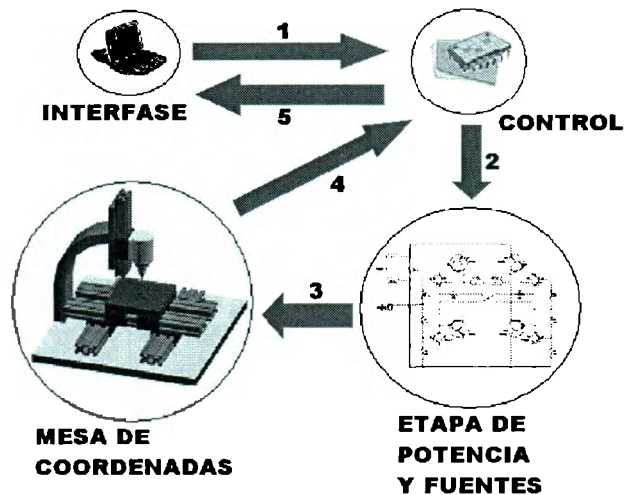 1
INTERFASE
5
CONTROL
2
4
3
MESA DE
COORDENADAS
ETAPA DE
POTENCIA
Y FUENTES